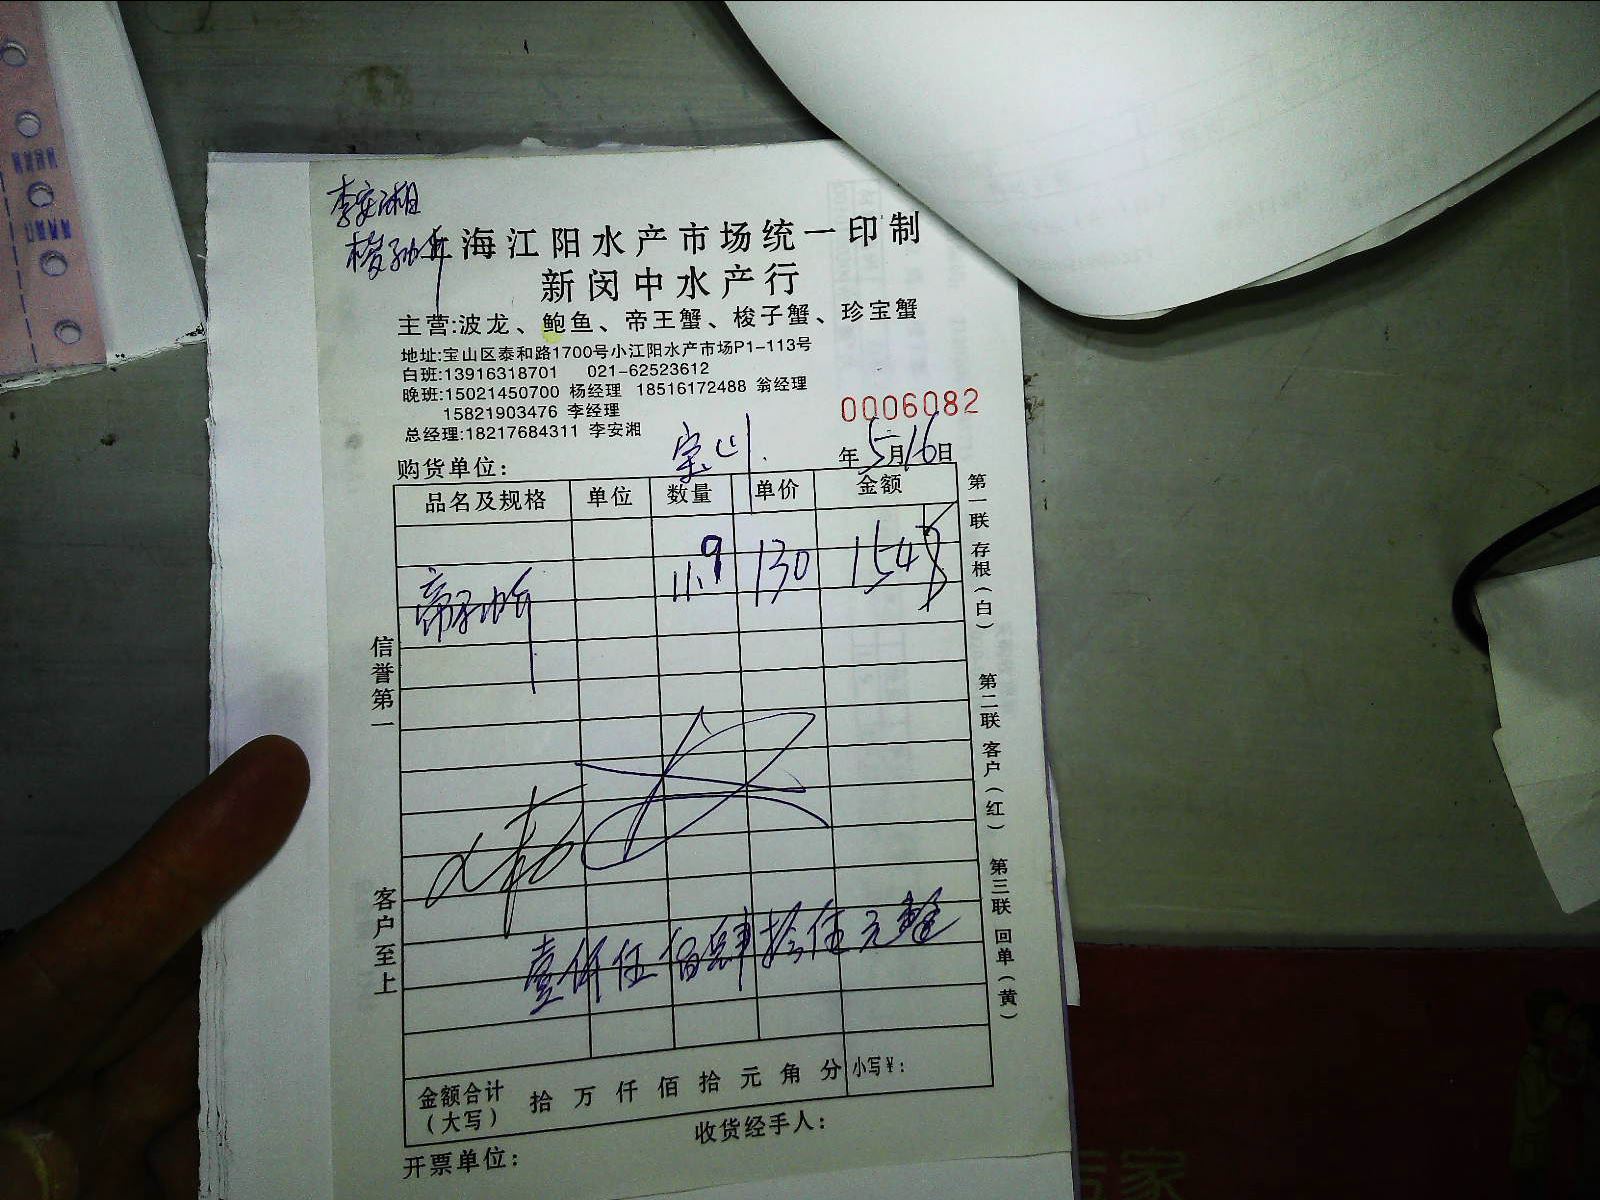 李安湘
梭子
上海江阳水产市场统一印制
新闵中水产行
主营:波龙、鲍鱼、帝王蟹、梭子蟹、珍宝蟹
地址:宝山区泰和路1700号小江阳水产市场P1-113号
白班:13916318701 021-62523612
晚班:15021450700 杨经理 18516172488 翁经理
15821903476 李经理
总经理:18217684311 李安湘
0006082
购货单位: 宝山 年5月16日
品名及规格 单位 数量 单价 金额
11.9 130 154
壹仟伍佰肆拾 元整
金额合计(大写) 拾 万 仟 佰 拾 元 角 分 小写¥:
开票单位: 收货经手人:
信誉第一
客户至上
第一联 存根(白)
第二联 客户(红)
第三联 回单(黄)
家